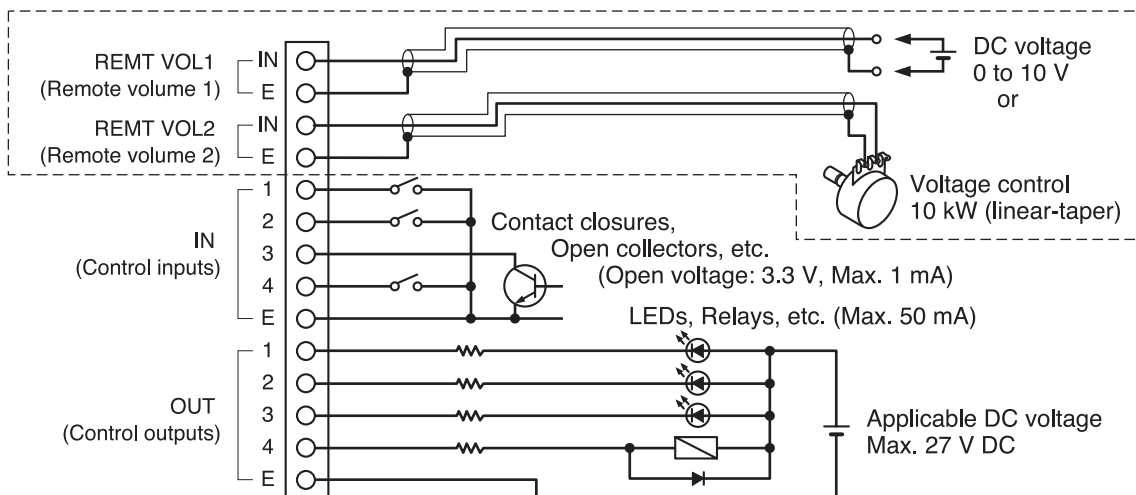 REMT VOL1
(Remote volume 1)
IN
E
REMT VOL2
(Remote volume 2)
IN
E
DC voltage
0 to 10 V
or
Voltage control
10 kW (linear-taper)
IN
(Control inputs)
1
2
3
4
E
Contact closures,
Open collectors, etc.
(Open voltage: 3.3 V, Max. 1 mA)
LEDs, Relays, etc. (Max. 50 mA)
OUT
(Control outputs)
1
2
3
4
E
Applicable DC voltage
Max. 27 V DC